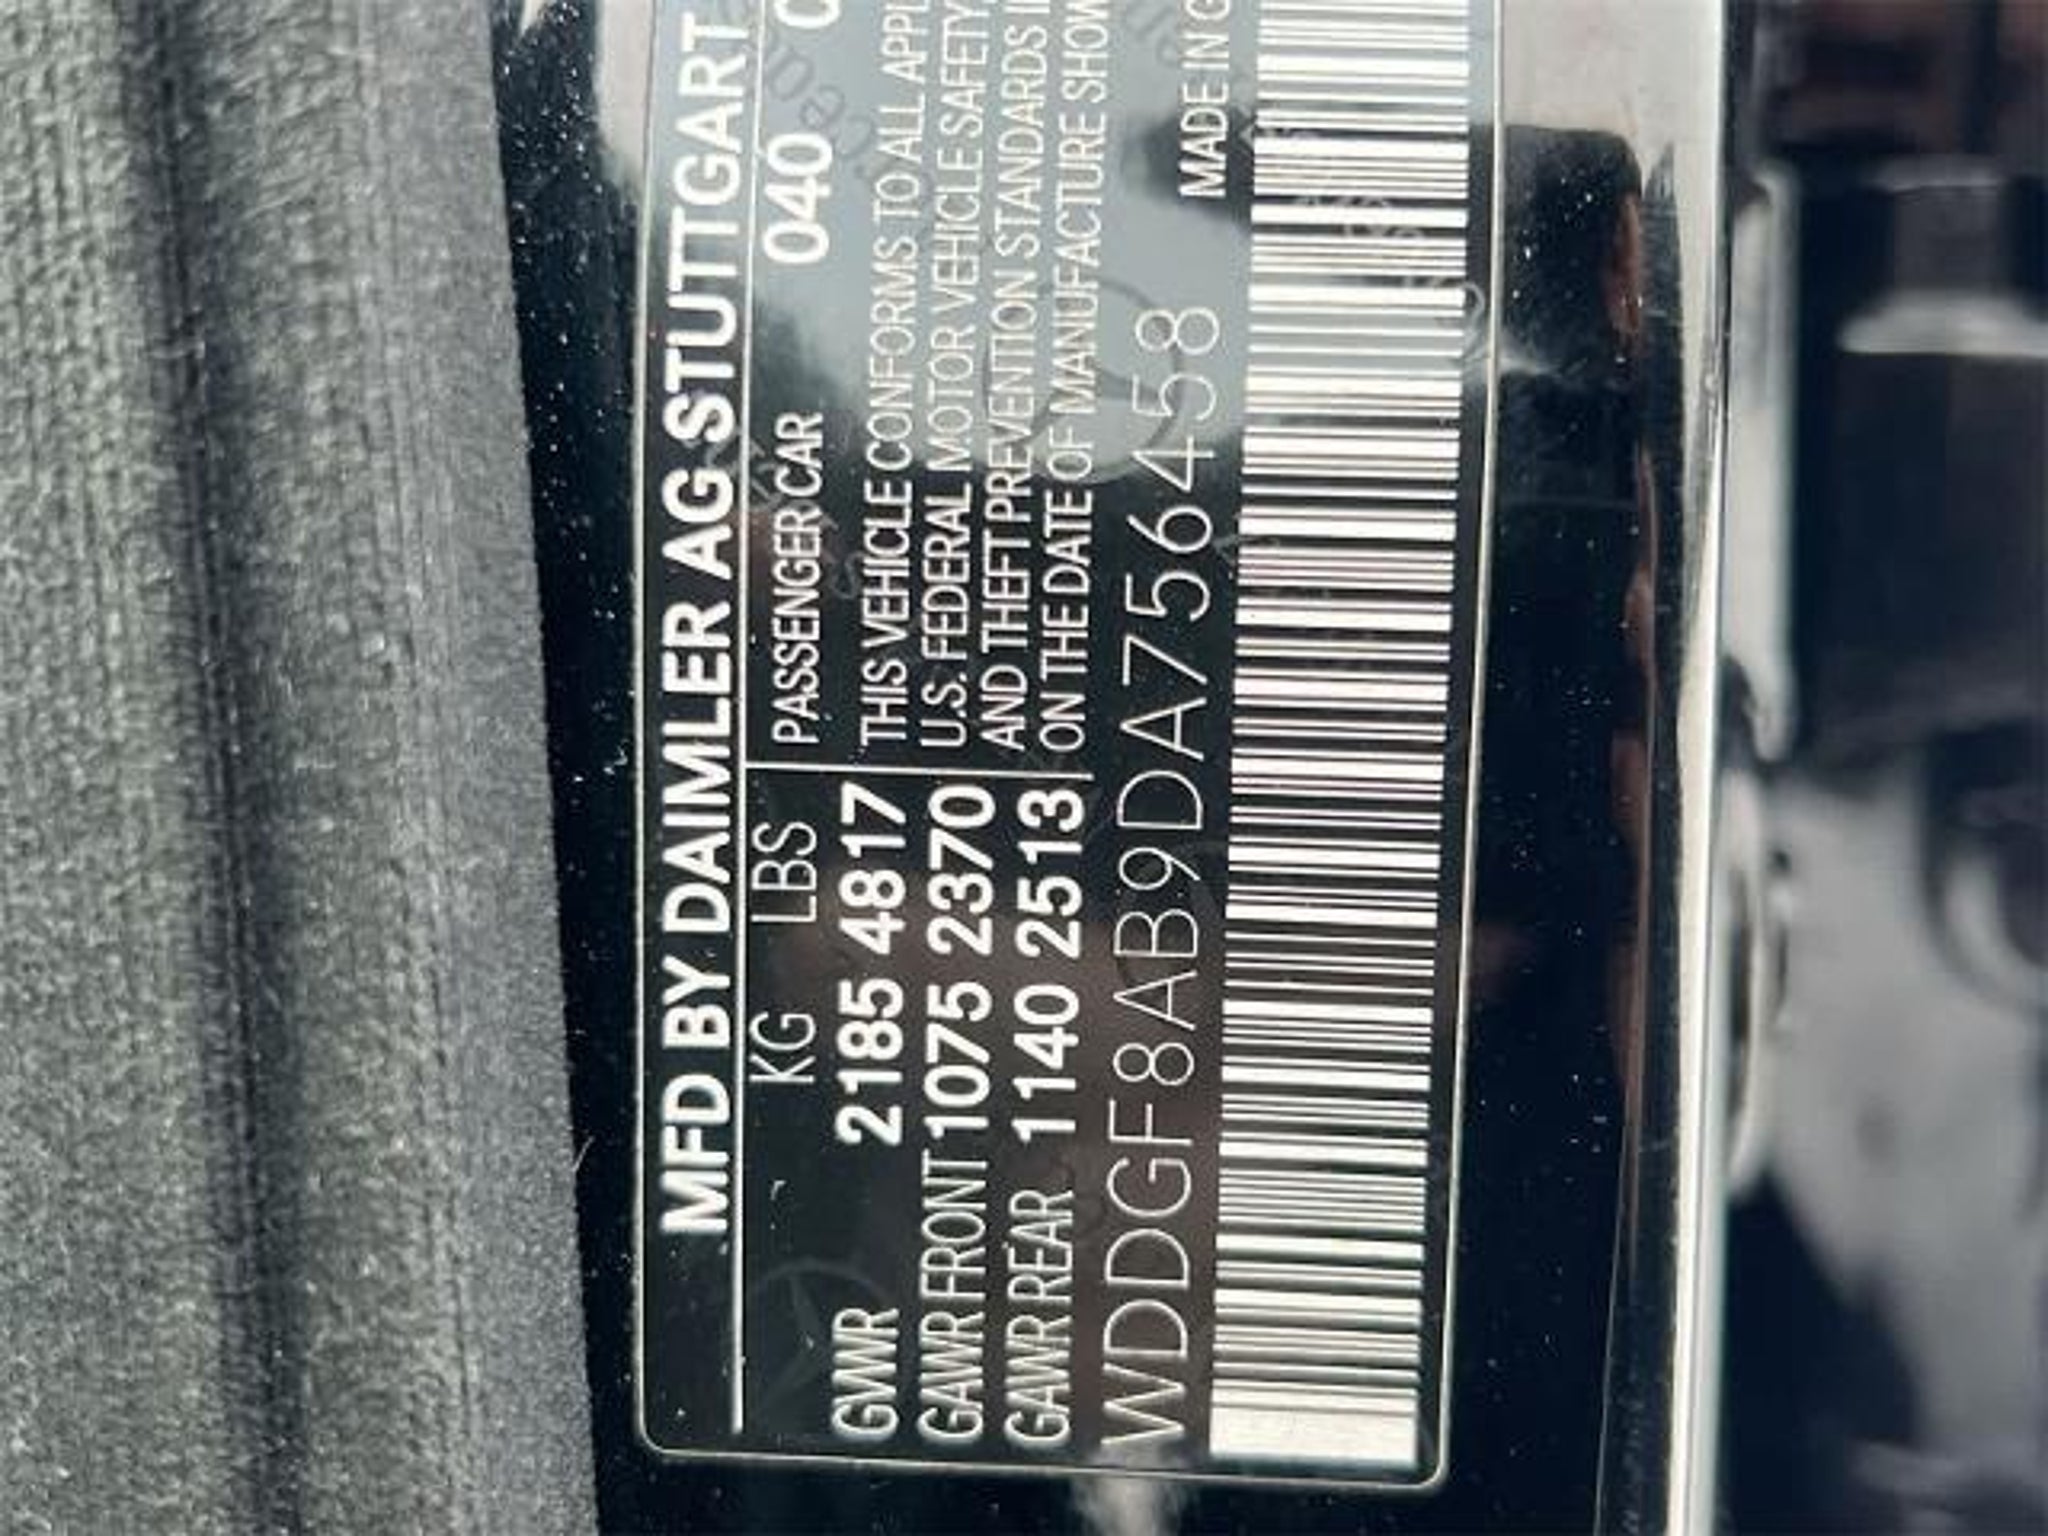 MFD BY DAIMLER AG STUTTGART
KG LBS
GVWR 2185 4817
GAWR FRONT 1075 2370
GAWR REAR 1140 2513
PASSENGER CAR 040
THIS VEHICLE CONFORMS TO ALL APPL
U.S. FEDERAL MOTOR VEHICLE SAFETY,
AND THEFT PREVENTION STANDARDS I
ON THE DATE OF MANUFACTURE SHOW
WDDGF8AB9DA756458
MADE IN G